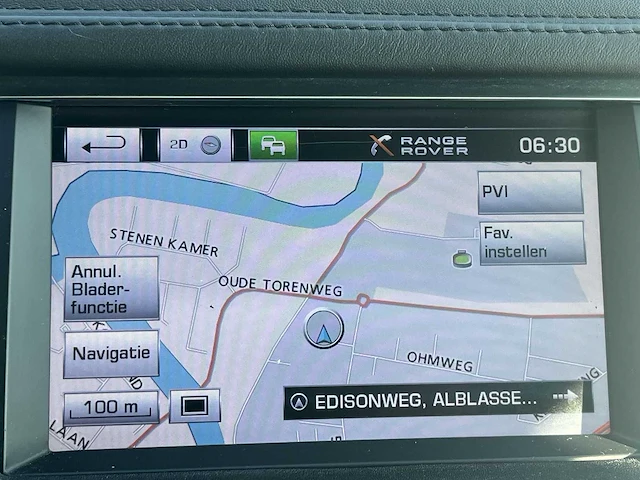 2D
RANGE
ROVER
06:30
PVI
Fav.
instellen
STENEN KAMER
Annul.
Blader-
functie
OUDE TORENWEG
Navigatie
OHMWEG
100 m
EDISONWEG, ALBLASSE...
LAAN